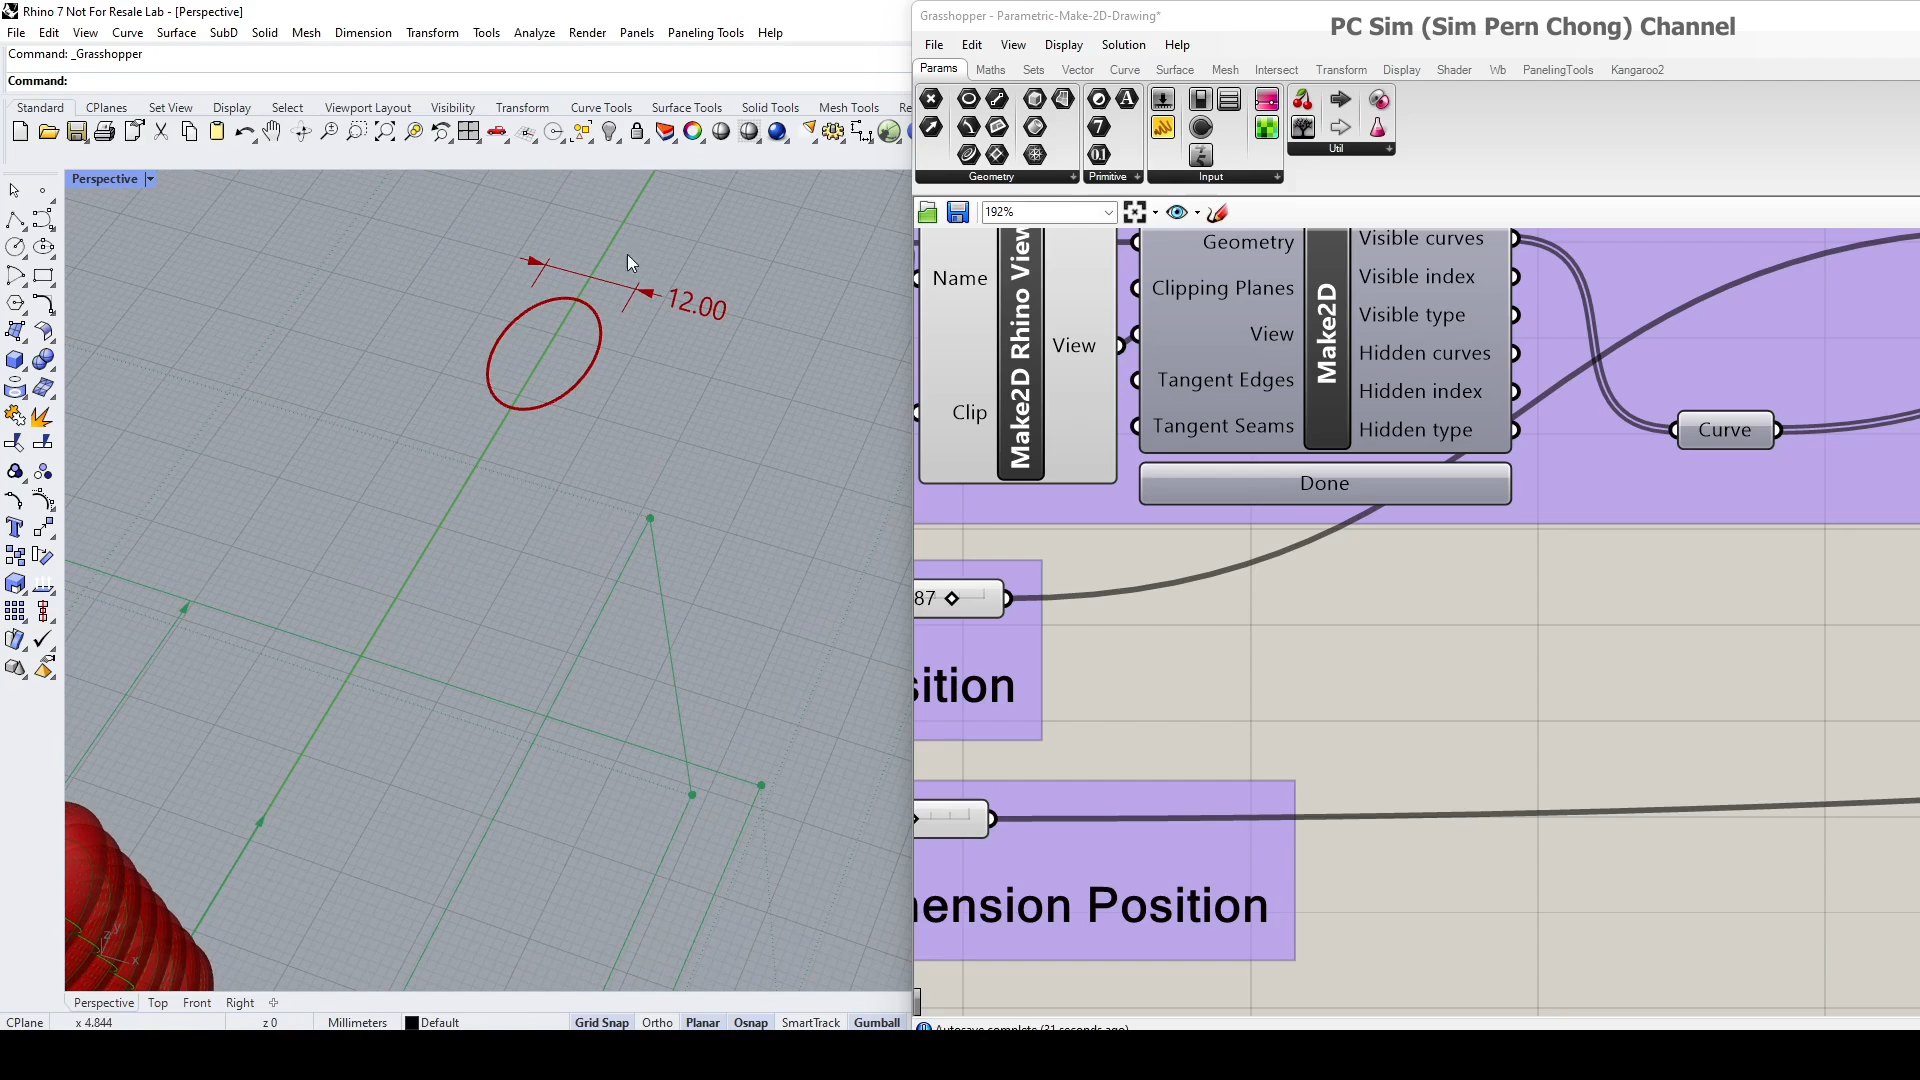 Rhino 7 Not For Resale Lab - [Perspective]
File Edit View Curve Surface SubD Solid Mesh Dimension Transform Tools Analyze Render Panels Paneling Tools Help
Command: _Grasshopper
Command:
Standard CPlanes Set View Display Select Viewport Layout Visibility Transform Curve Tools Surface Tools Solid Tools Mesh Tools Re
Perspective
12.00
z y
x
Perspective Top Front Right
CPlane x 4.844 z 0 Millimeters Default Grid Snap Ortho Planar Osnap SmartTrack Gumball
Grasshopper - Parametric-Make-2D-Drawing*
PC Sim (Sim Pern Chong) Channel
File Edit View Display Solution Help
Params Maths Sets Vector Curve Surface Mesh Intersect Transform Display Shader Wb PanelingTools Kangaroo2
Geometry Primitive Input Util
192%
Name
Clip
Make2D Rhino View
View
Geometry
Clipping Planes
View
Tangent Edges
Tangent Seams
Make2D
Visible curves
Visible index
Visible type
Hidden curves
Hidden index
Hidden type
Done
Curve
87
sition
ension Position
Autosave complete (31 seconds ago)